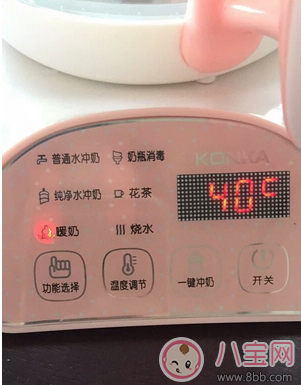 普通水冲奶 奶瓶消毒
KONKA
纯净水冲奶 花茶
40℃
暖奶 烧水
功能选择 温度调节 一键冲奶 开关
八宝网
www.8bb.com